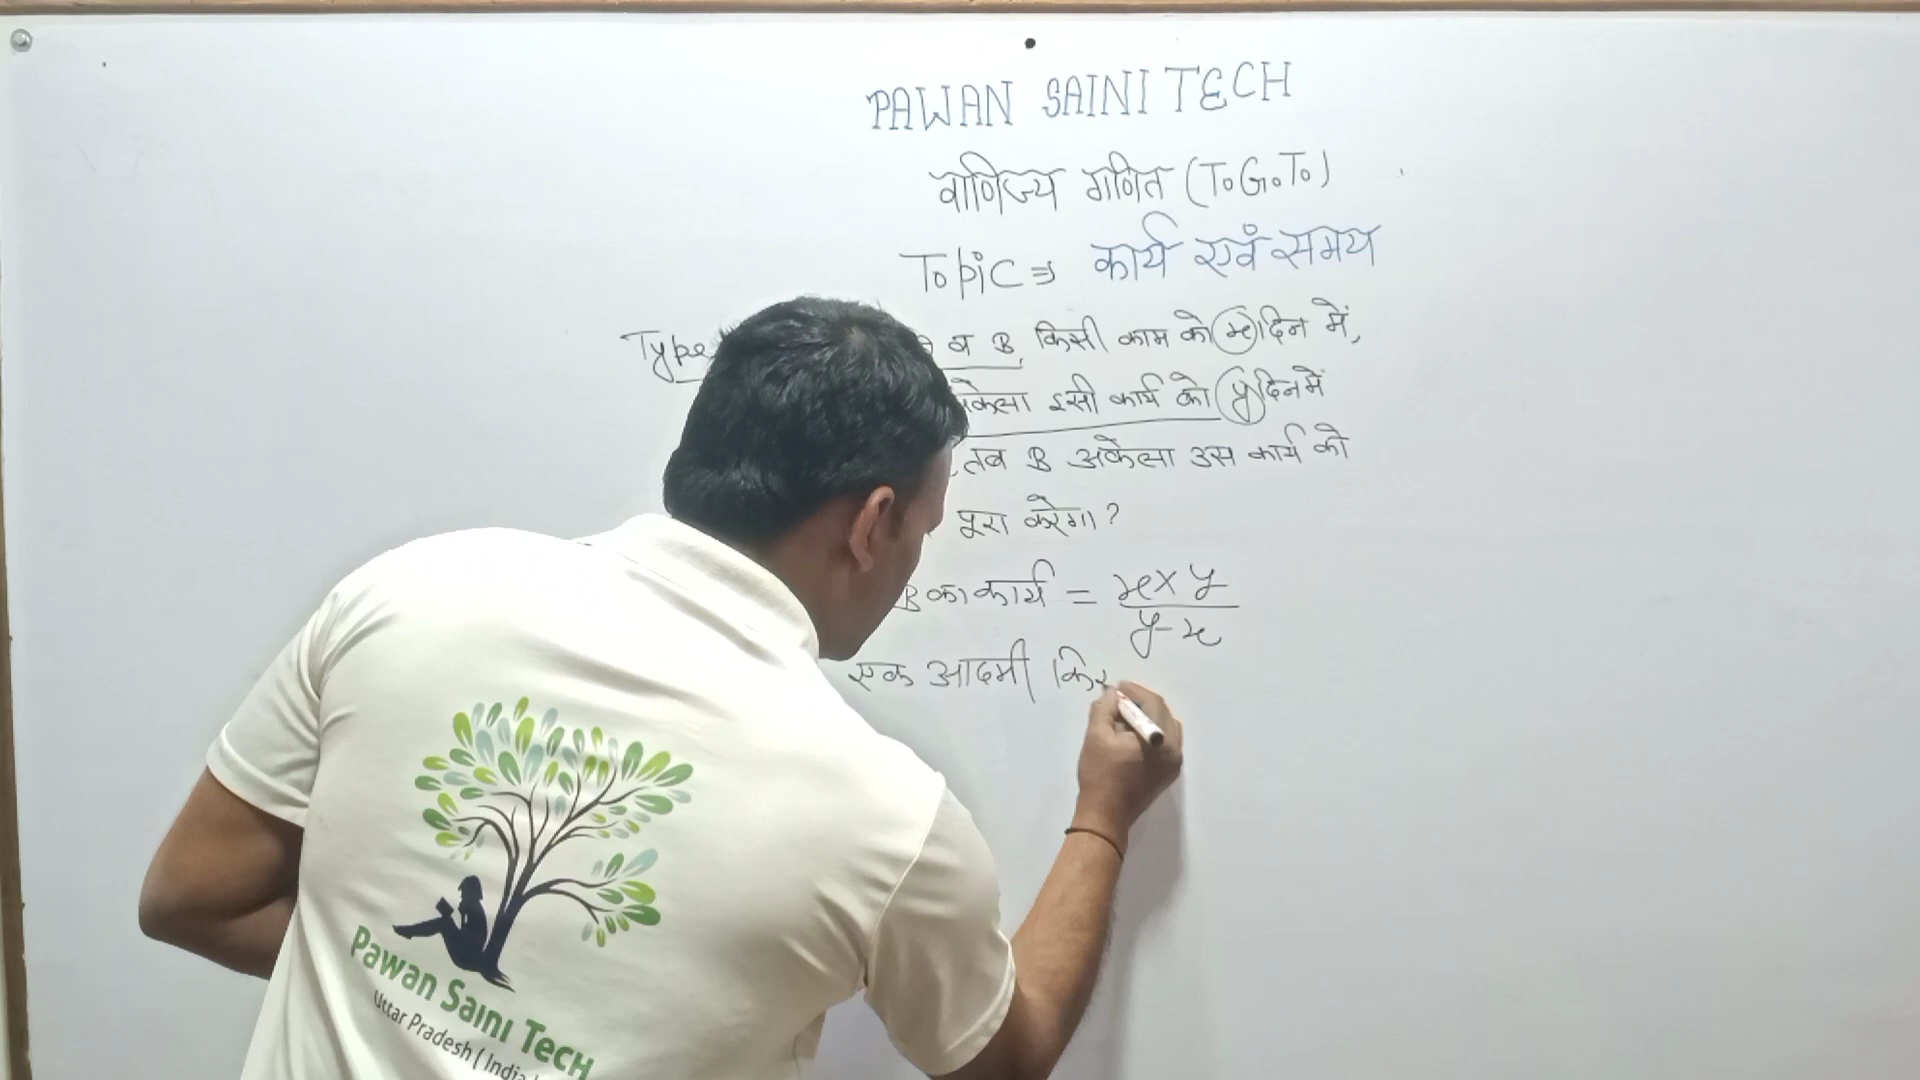 PAWAN SAINI TECH
वाणिज्य गणित (T.G.T.)
Topic ⇒ कार्य एवं समय
Type
व B, किसी काम को x दिन में,
इसी कार्य को y दिन में
तब B अकेला उस कार्य को
पूरा करेगा?
B का कार्य = x × y / y - x
एक आदमी
Pawan Saini Tech
Uttar Pradesh (India